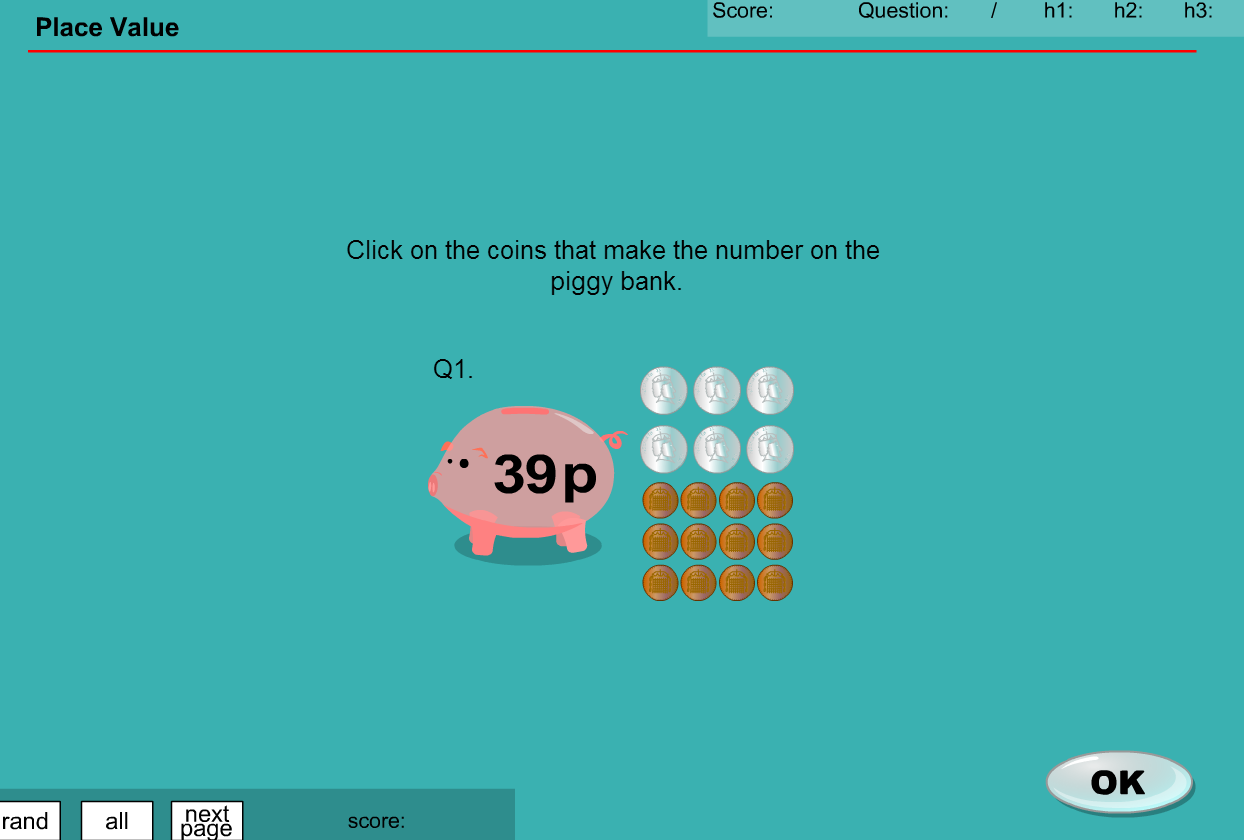 Place Value
Score: Question: / h1: h2: h3:
Click on the coins that make the number on the
piggy bank.
Q1.
39p
OK
rand
all
next
page
score: